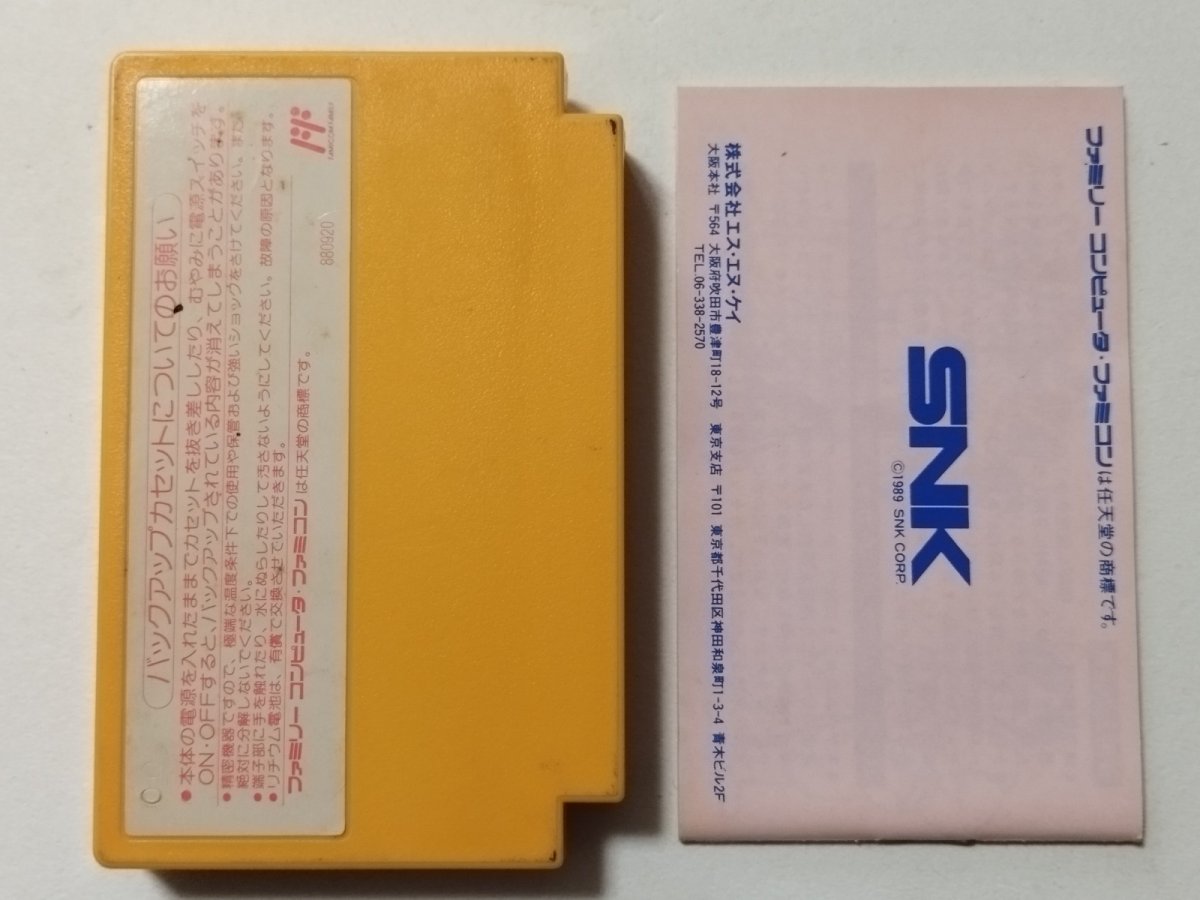 バックアップカセットについてのお願い
●本体の電源を入れたままでカセットを抜き差ししたり、むやみに電源スイッチを
ON・OFFすると、バックアップされている内容が消えてしまうことがあります。
●精密機器ですので、極端な温度条件下での使用や保管および強いショックをさけてください。また、
絶対に分解しないでください。
●端子部に手を触れたり、水にぬらしたりして汚さないようにしてください。故障の原因となります。
●リチウム電池は、有償で交換させていただきます。
ファミリー コンピュータ・ファミコンは任天堂の商標です。
FAMICOM FAMILY
880920
ファミリー コンピュータ・ファミコンは任天堂の商標です。
SNK
©1989 SNK CORP.
株式会社 エス・エヌ・ケイ
大阪本社 〒564 大阪府吹田市豊津町18-12号 東京支店 〒101 東京都千代田区神田和泉町1-3-4 青木ビル2F
TEL.06-338-2570